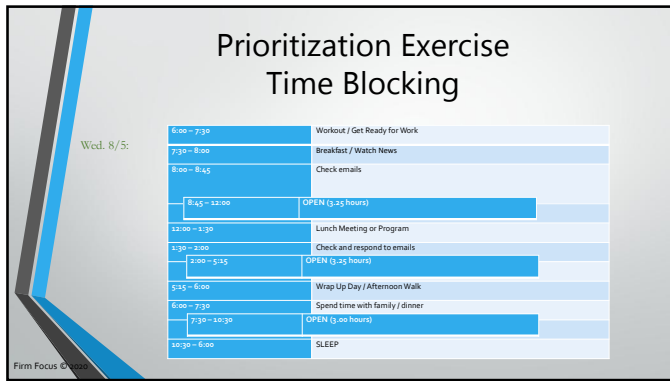 Prioritization Exercise
Time Blocking
Wed. 8/5:
6:00 – 7:30 Workout / Get Ready for Work
7:30 – 8:00 Breakfast / Watch News
8:00 – 8:45 Check emails
8:45 – 12:00 OPEN (3.25 hours)
12:00 – 1:30 Lunch Meeting or Program
1:30 – 2:00 Check and respond to emails
2:00 – 5:15 OPEN (3.25 hours)
5:15 – 6:00 Wrap Up Day / Afternoon Walk
6:00 – 7:30 Spend time with family / dinner
7:30 – 10:30 OPEN (3.00 hours)
10:30 – 6:00 SLEEP
Firm Focus © 2020